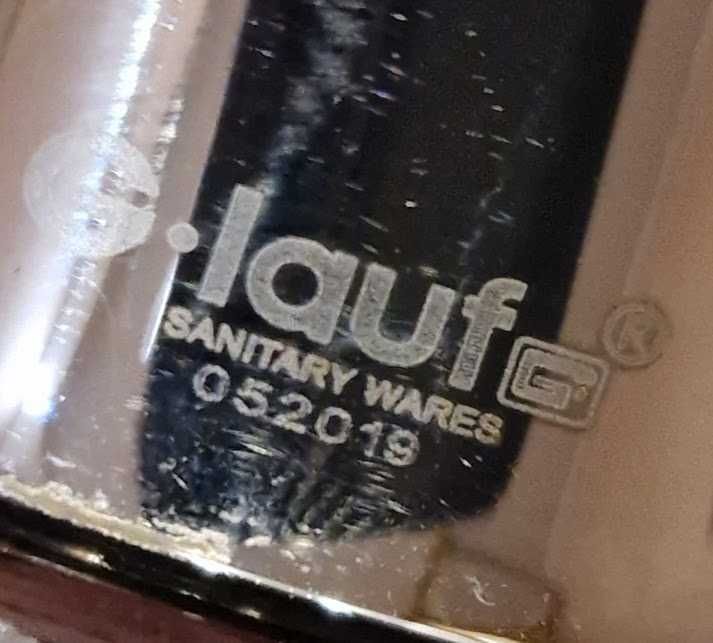 G.lauf G ®
SANITARY WARES
052019